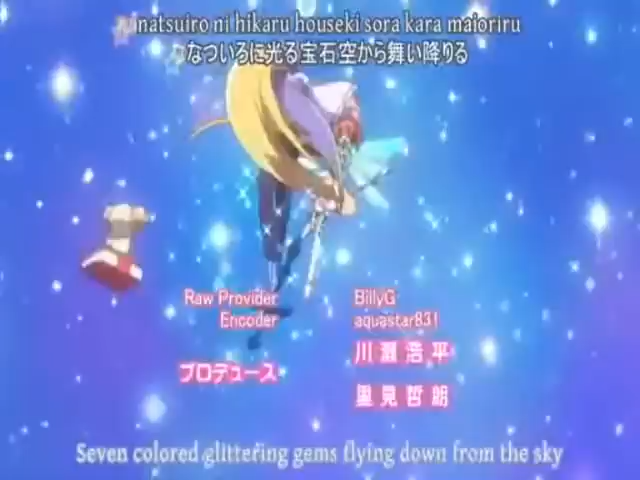 natsuiro ni hikaru houseki sora kara maioriru
なついろに光る宝石空から舞い降りる
Raw Provider BillyG
Encoder aquastar831
プロデュース 川瀬浩平
里見哲朗
Seven colored glittering gems flying down from the sky